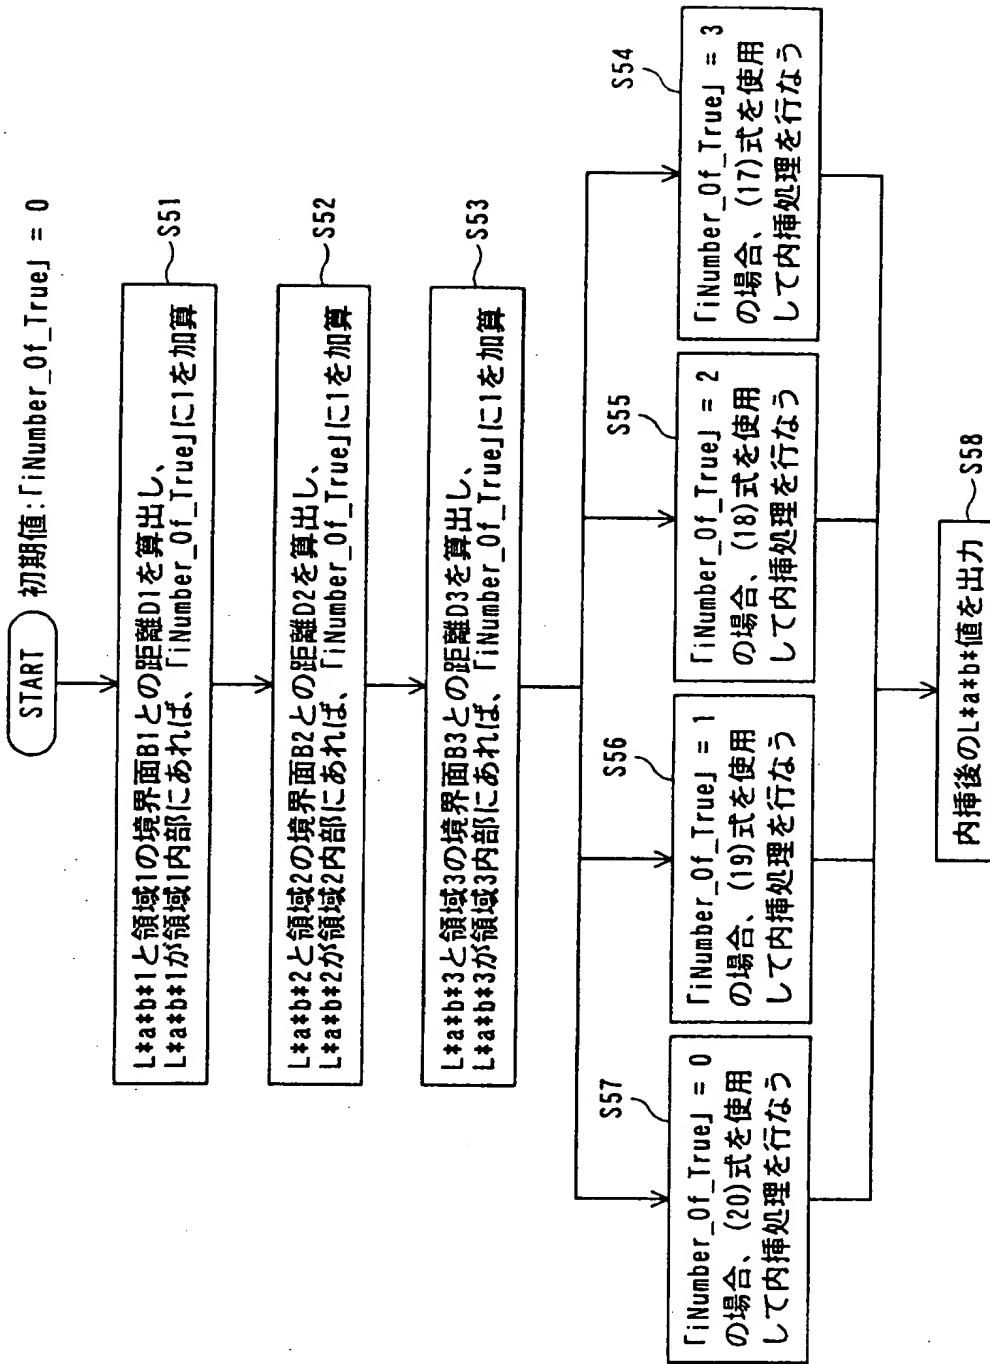 START
初期値:「iNumber_Of_True」 = 0
S51
L*a*b*1と領域1の境界面B1との距離D1を算出し、
L*a*b*1が領域1内部にあれば、「iNumber_Of_True」に1を加算
S52
L*a*b*2と領域2の境界面B2との距離D2を算出し、
L*a*b*2が領域2内部にあれば、「iNumber_Of_True」に1を加算
S53
L*a*b*3と領域3の境界面B3との距離D3を算出し、
L*a*b*3が領域3内部にあれば、「iNumber_Of_True」に1を加算
S57
「iNumber_Of_True」 = 0
の場合、(20)式を使用
して内挿処理を行なう
S56
「iNumber_Of_True」 = 1
の場合、(19)式を使用
して内挿処理を行なう
S55
「iNumber_Of_True」 = 2
の場合、(18)式を使用
して内挿処理を行なう
S54
「iNumber_Of_True」 = 3
の場合、(17)式を使用
して内挿処理を行なう
S58
内挿後のL*a*b*値を出力